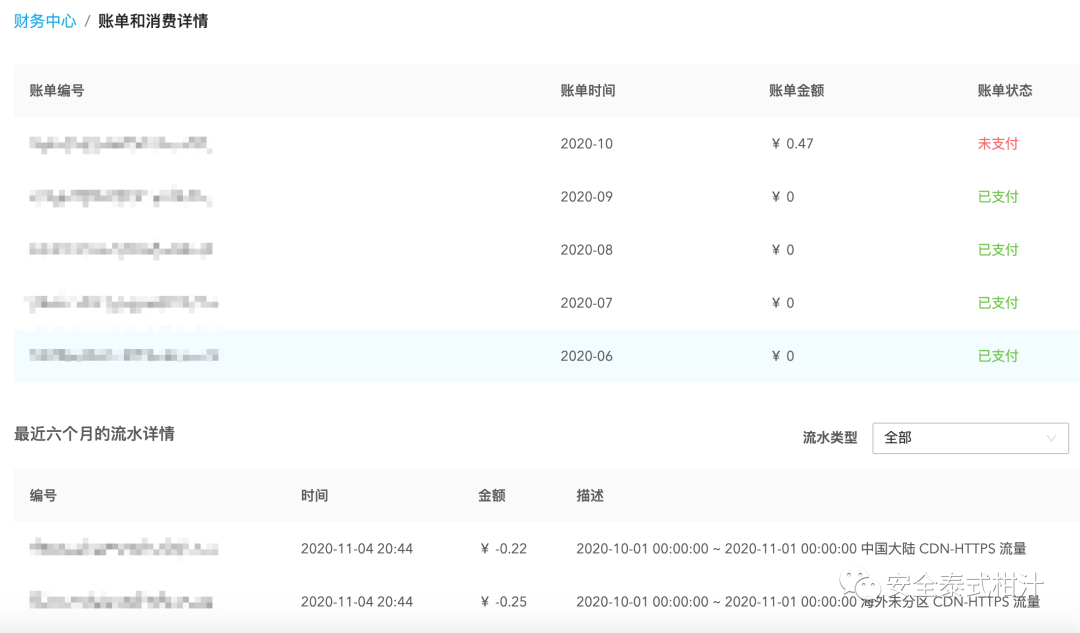 财务中心 / 账单和消费详情
账单编号 账单时间 账单金额 账单状态
2020-10 ¥ 0.47 未支付
2020-09 ¥ 0 已支付
2020-08 ¥ 0 已支付
2020-07 ¥ 0 已支付
2020-06 ¥ 0 已支付
最近六个月的流水详情 流水类型 全部
编号 时间 金额 描述
2020-11-04 20:44 ¥ -0.22 2020-10-01 00:00:00 ~ 2020-11-01 00:00:00 中国大陆 CDN-HTTPS 流量
2020-11-04 20:44 ¥ -0.25 2020-10-01 00:00:00 ~ 2020-11-01 00:00:00 海外未分区 CDN-HTTPS 流量
安全泰式柑汁